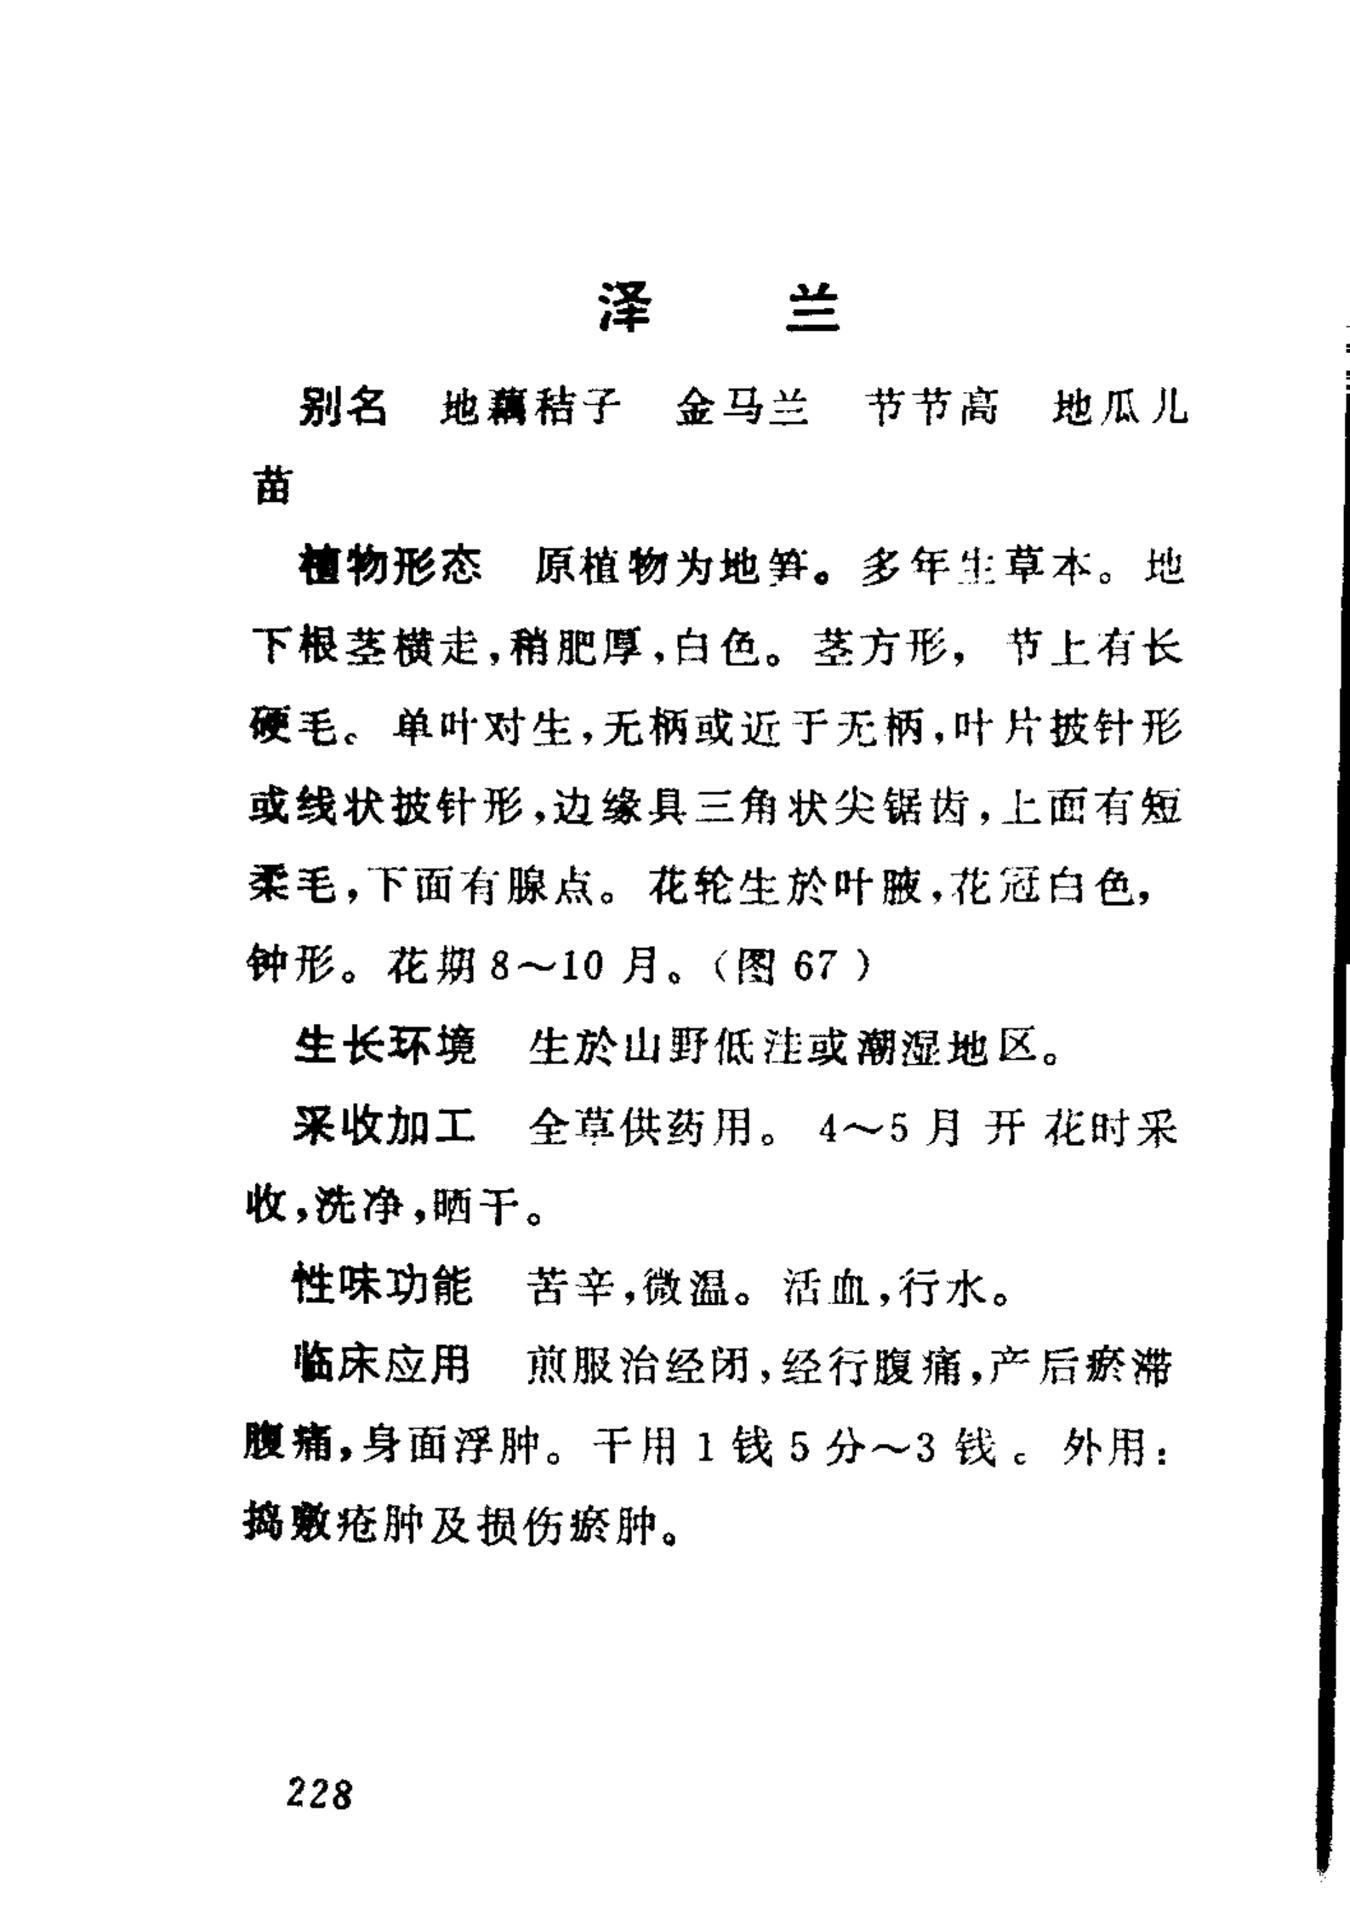 泽 兰
别名 地藕秸子 金马兰 节节高 地瓜儿
苗
植物形态 原植物为地笋。多年生草本。地
下根茎横走,稍肥厚,白色。茎方形,节上有长
硬毛。单叶对生,无柄或近于无柄,叶片披针形
或线状披针形,边缘具三角状尖锯齿,上面有短
柔毛,下面有腺点。花轮生於叶腋,花冠白色,
钟形。花期8～10月。(图67)
生长环境 生於山野低洼或潮湿地区。
采收加工 全草供药用。4～5月开花时采
收,洗净,晒干。
性味功能 苦辛,微温。活血,行水。
临床应用 煎服治经闭,经行腹痛,产后瘀滞
腹痛,身面浮肿。干用1钱5分～3钱。外用:
捣敷疮肿及损伤瘀肿。
228